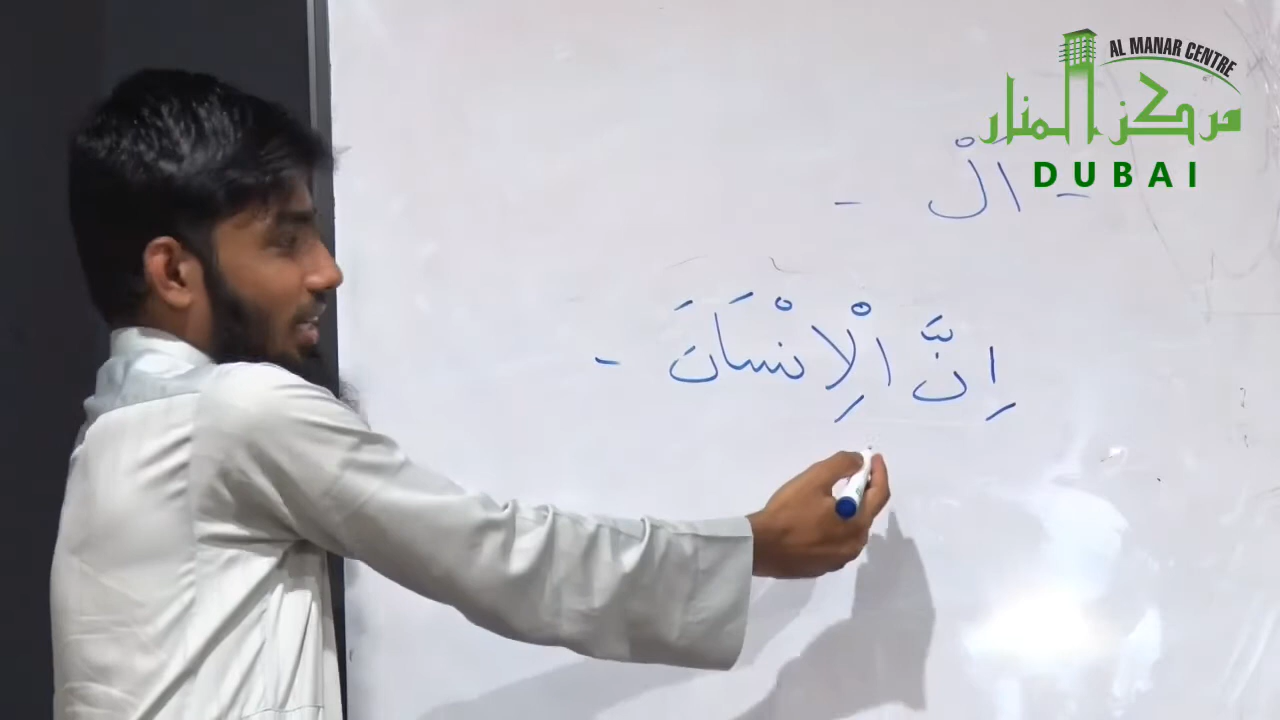 AL MANAR CENTRE
مركز المنار
DUBAI
- اَلْ -
اِنَّ الْاِنْسَانَ -